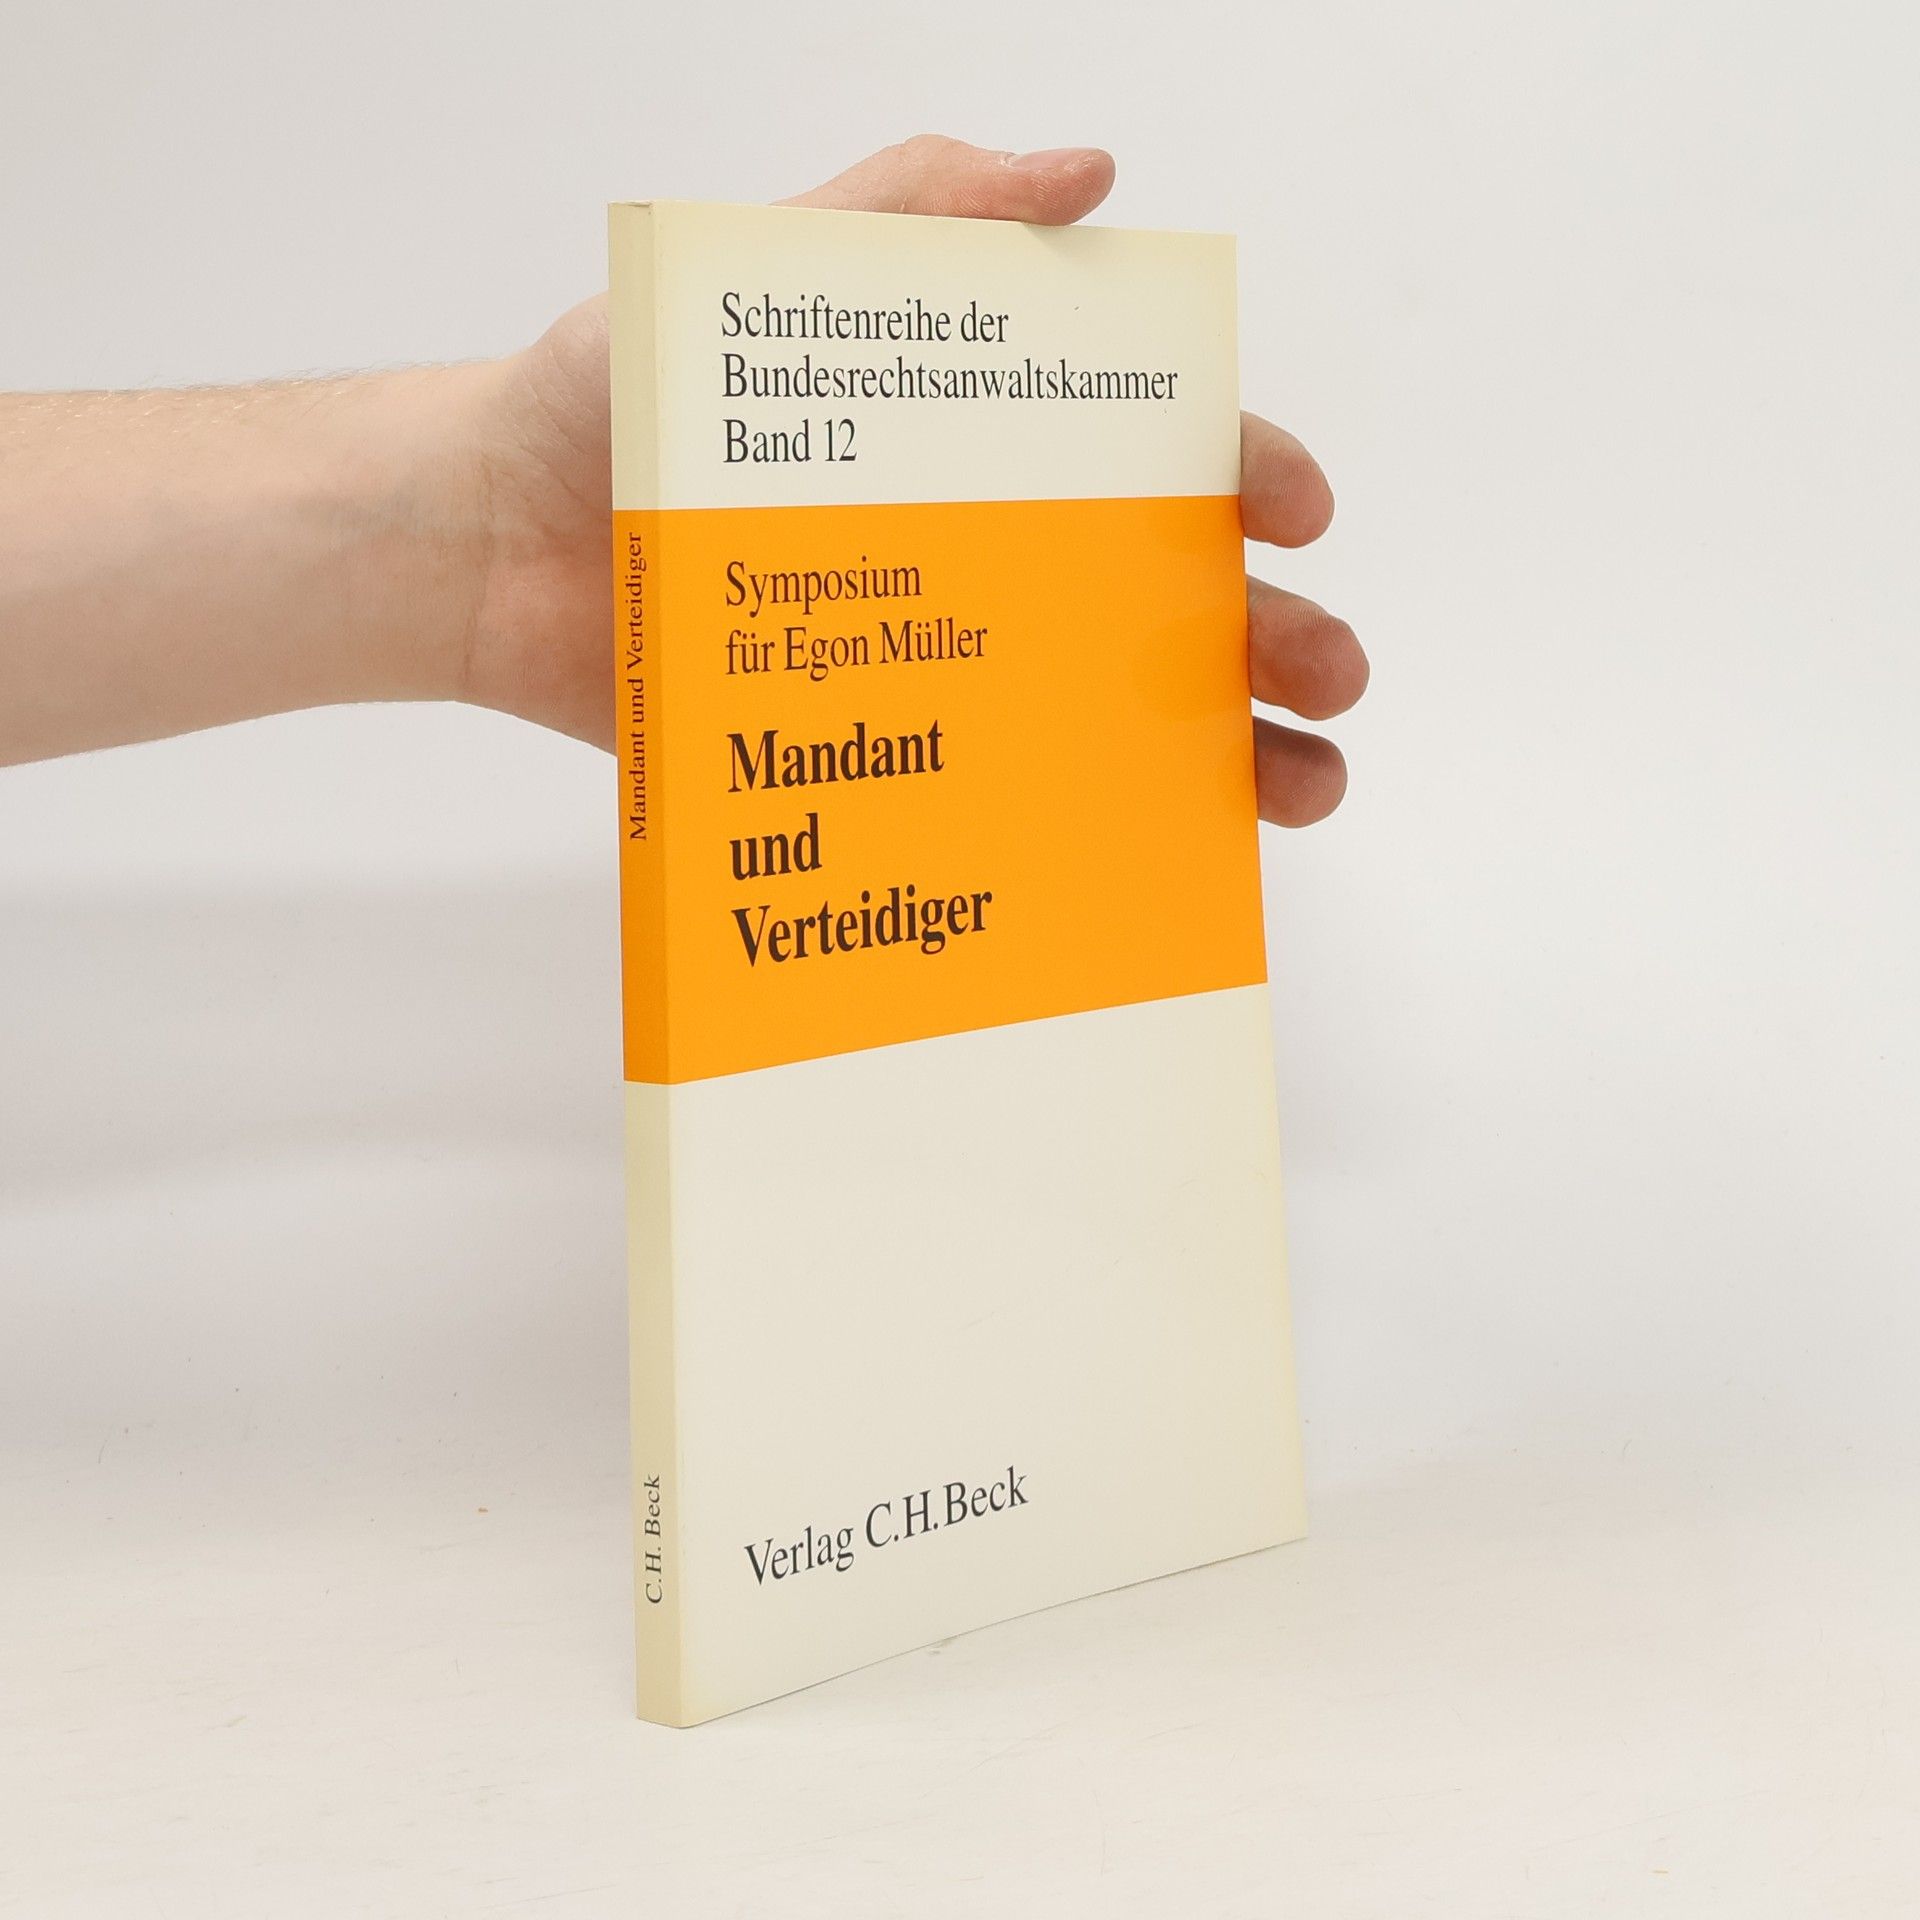 Schriftenreihe der
Bundesrechtsanwaltskammer
Band 12
Symposium
für Egon Müller
Mandant
und
Verteidiger
Verlag C.H.Beck
Mandant und Verteidiger
C.H. Beck